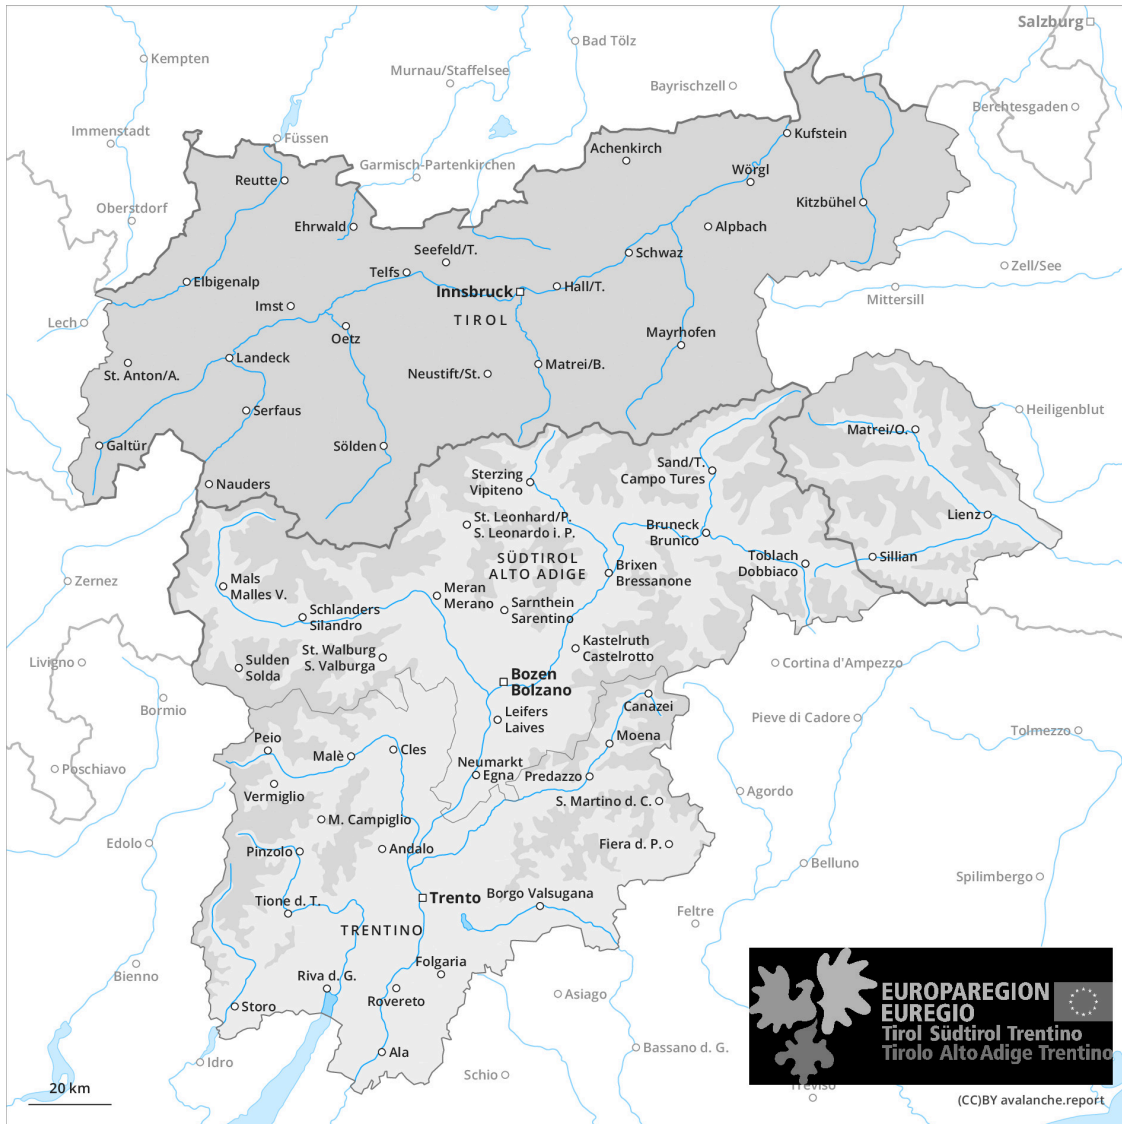 Salzburg
Bad Tölz
Kempten
Murnau/Staffelsee
Bayrischzell
Berchtesgaden
Immenstadt
Füssen
Kufstein
Achenkirch
Garmisch-Partenkirchen
Wörgl
Reutte
Oberstdorf
Kitzbühel
Ehrwald
Alpbach
Seefeld/T.
Schwaz
Telfs
Zell/See
Elbigenalp
Innsbruck
Hall/T.
Mittersill
Imst
Lech
TIROL
Oetz
Mayrhofen
Landeck
Matrei/B.
St. Anton/A.
Neustift/St.
Serfaus
Heiligenblut
Matrei/O.
Galtür
Sölden
Sterzing
Vipiteno
Sand/T.
Campo Tures
Nauders
St. Leonhard/P.
S. Leonardo i. P.
Lienz
Bruneck
Brunico
SÜDTIROL
ALTO ADIGE
Toblach
Dobbiaco
Sillian
Brixen
Bressanone
Zernez
Mals
Malles V.
Meran
Merano
Sarnthein
Sarentino
Schlanders
Silandro
Kastelruth
Castelrotto
St. Walburg
S. Valburga
Livigno
Sulden
Solda
Cortina d'Ampezzo
Bozen
Bolzano
Bormio
Canazei
Leifers
Laives
Pieve di Cadore
Tolmezzo
Peio
Moena
Malè
Cles
Neumarkt
Egna
Predazzo
Poschiavo
Vermiglio
Agordo
S. Martino d. C.
M. Campiglio
Edolo
Pinzolo
Andalo
Fiera d. P.
Belluno
Spilimbergo
Tione d. T.
Trento
Borgo Valsugana
Feltre
TRENTINO
Folgaria
Bienno
Riva d. G.
Rovereto
Asiago
Storo
EUROPAREGION
EUREGIO
Tirol Südtirol Trentino
Tirolo Alto Adige Trentino
Ala
Idro
Bassano d. G.
Schio
Treviso
20 km
(CC)BY avalanche.report